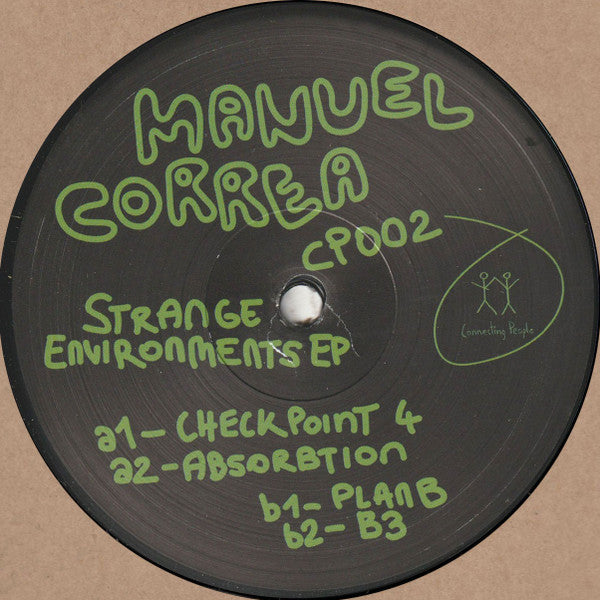 MANUEL
CORREA
CP002
Connecting People
STRANGE
ENVIRONMENTS EP
a1 - CHECKPOINT 4
a2 - ABSORBTION
b1 - PLAN B
b2 - B3